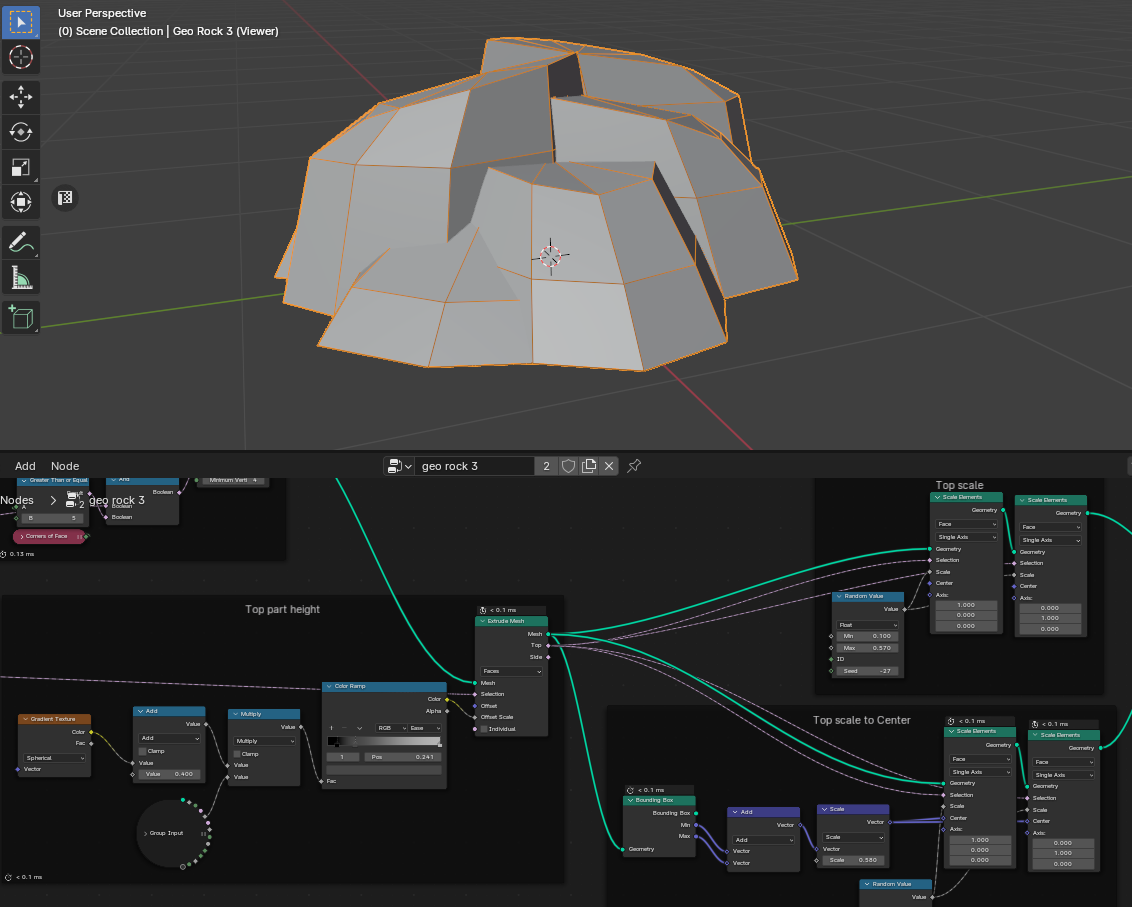 User Perspective
(0) Scene Collection | Geo Rock 3 (Viewer)
Add Node
geo rock 3
2
Nodes > 2 geo rock 3
Greater Than or Equal
A
B 5
And
Boolean
Boolean
Boolean
Corners of Face
0.13 ms
Top part height
< 0.1 ms
Extrude Mesh
Mesh
Top
Side
Faces
Mesh
Selection
Offset
Offset Scale
Individual
Color Ramp
Color
Alpha
RGB
Ease
1
Pos 0.241
Fac
Gradient Texture
Color
Fac
Spherical
Vector
Add
Value
Add
Clamp
Value
Value 0.400
Multiply
Value
Multiply
Clamp
Value
Value
Group Input
< 0.1 ms
Top scale
Scale Elements
Geometry
Face
Single Axis
Geometry
Selection
Scale
Center
Axis:
1.000
0.000
0.000
Scale Elements
Geometry
Face
Single Axis
Geometry
Selection
Scale
Center
Axis:
0.000
1.000
0.000
Random Value
Value
Float
Min 0.100
Max 0.570
ID
Seed -27
Top scale to Center
< 0.1 ms
Scale Elements
Geometry
Face
Single Axis
Geometry
Selection
Scale
Center
Axis:
1.000
0.000
0.000
< 0.1 ms
Scale Elements
Geometry
Face
Single Axis
Geometry
Selection
Scale
Center
Axis:
0.000
1.000
0.000
< 0.1 ms
Bounding Box
Bounding Box
Min
Max
Geometry
Add
Vector
Add
Vector
Vector
Scale
Vector
Scale
Vector
Scale 0.580
Random Value
Value